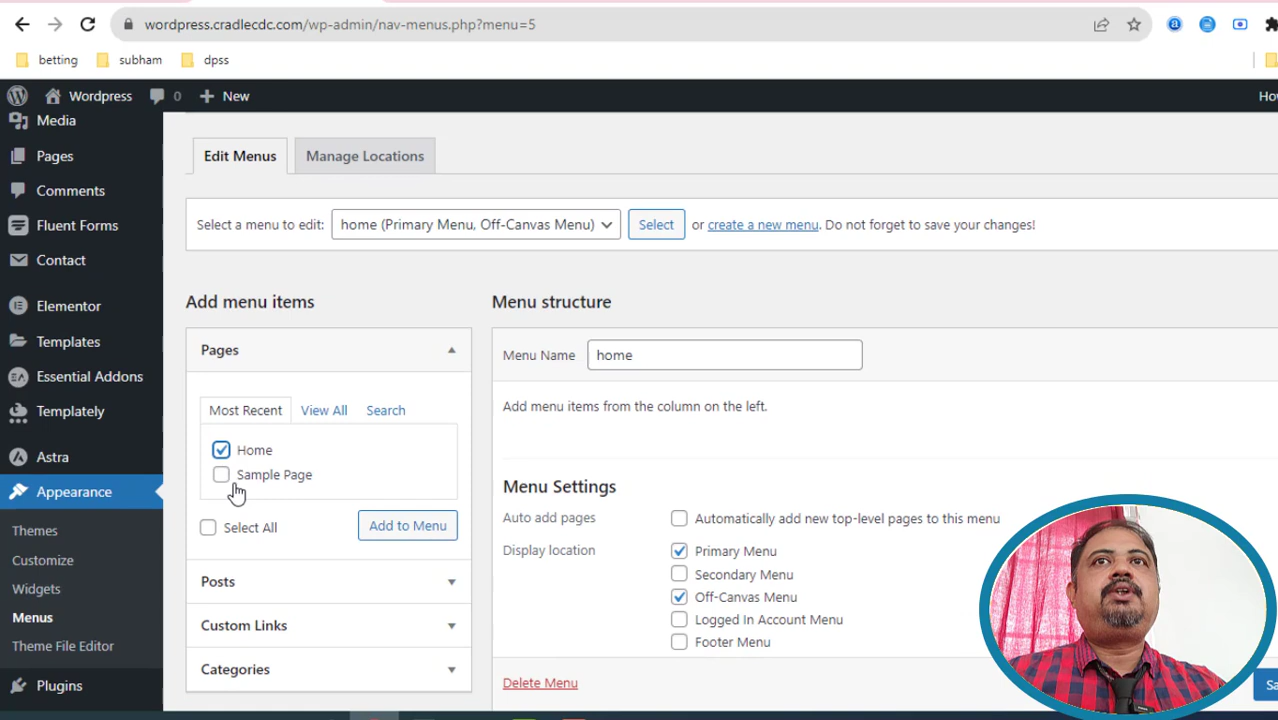 wordpress.cradlecdc.com/wp-admin/nav-menus.php?menu=5
betting subham dpss
Wordpress 0 New
Media
Pages
Comments
Fluent Forms
Contact
Elementor
Templates
Essential Addons
Templately
Astra
Appearance
Themes
Customize
Widgets
Menus
Theme File Editor
Plugins
Edit Menus Manage Locations
Select a menu to edit: home (Primary Menu, Off-Canvas Menu) Select or create a new menu. Do not forget to save your changes!
Add menu items
Pages
Most Recent View All Search
Home
Sample Page
Select All Add to Menu
Posts
Custom Links
Categories
Menu structure
Menu Name home
Add menu items from the column on the left.
Menu Settings
Auto add pages Automatically add new top-level pages to this menu
Display location Primary Menu
Secondary Menu
Off-Canvas Menu
Logged In Account Menu
Footer Menu
Delete Menu